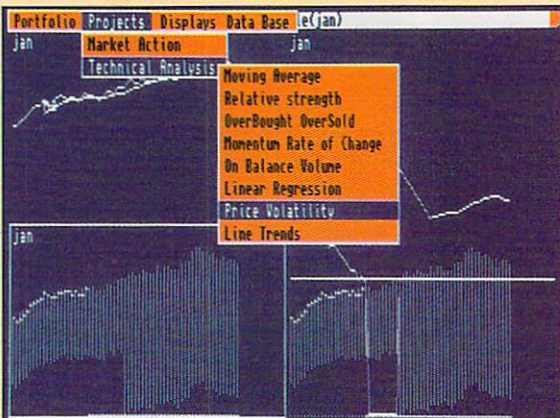 Portfolio Projects Displays Data Base e(jan)
jan Market Action jan
Technical Analysis
Moving Average
Relative strength
OverBought OverSold
Momentum Rate of Change
On Balance Volume
Linear Regression
Price Volatility
Line Trends
jan